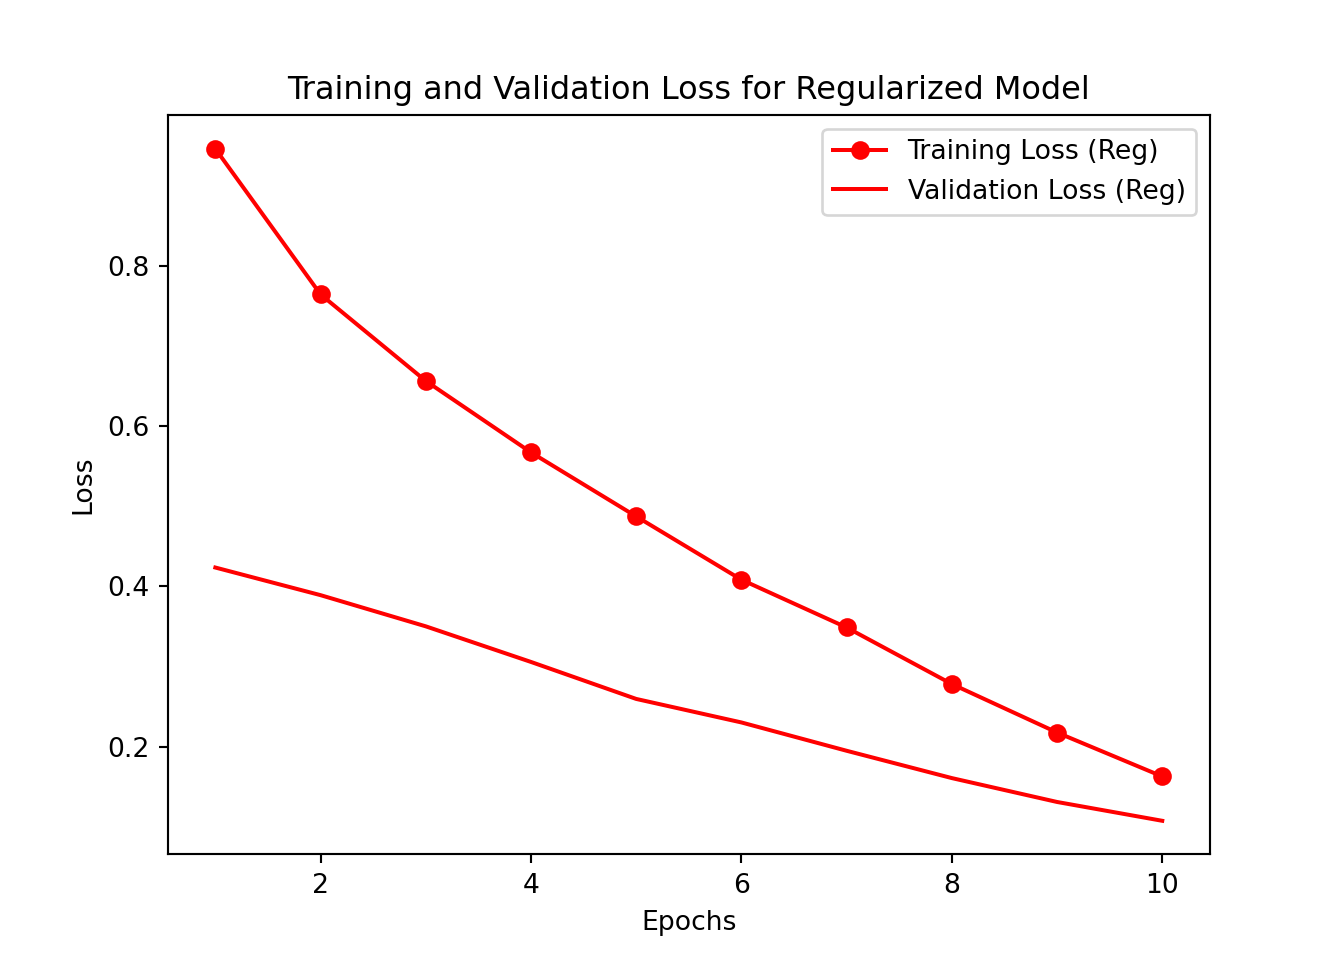 Training and Validation Loss for Regularized Model
Training Loss (Reg)
Validation Loss (Reg)
0.8
0.6
0.4
0.2
Loss
2 4 6 8 10
Epochs